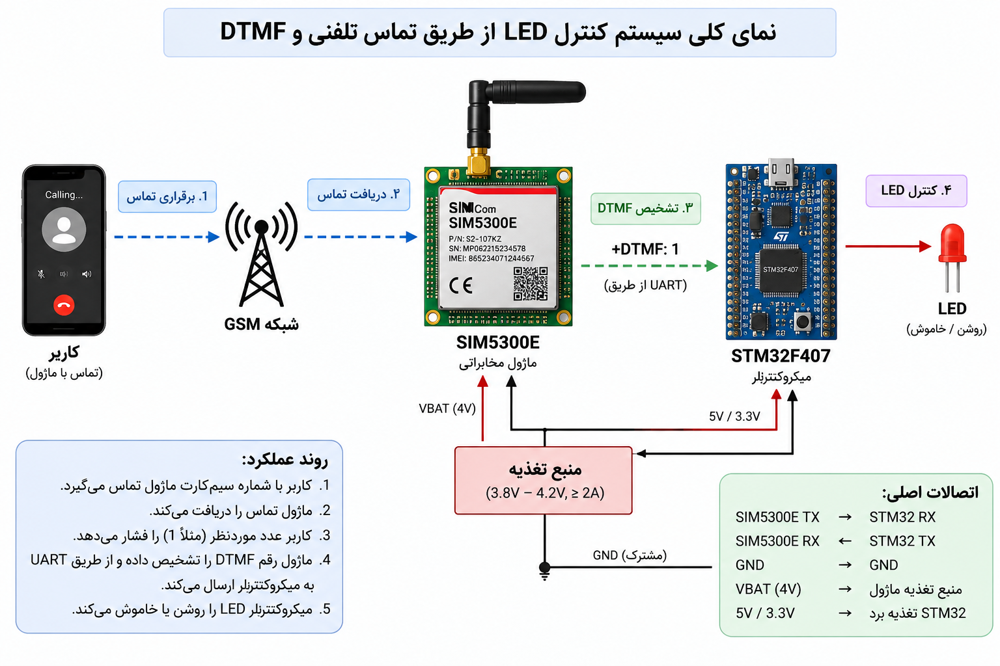 نمای کلی سیستم کنترل LED از طریق تماس تلفنی و DTMF
Calling...
1. برقراری تماس
۲. دریافت تماس
SIMCom
SIM5300E
P/N: S2-107KZ
SN: MP062215234578
IMEI: 865234071244567
CE
۳. تشخیص DTMF
+DTMF: 1
(از طریق UART)
ST
STM32F407
۴. کنترل LED
LED
(روشن / خاموش)
کاریر
(تماس با ماژول)
شبکه GSM
SIM5300E
ماژول مخابراتی
STM32F407
میکروکنترلر
VBAT (4V)
5V / 3.3V
منبع تغذیه
(3.8V – 4.2V, ≥ 2A)
GND (مشترک)
روند عملکرد:
1. کاربر با شماره سیم‌کارت ماژول تماس می‌گیرد.
2. ماژول تماس را دریافت می‌کند.
3. کاربر عدد موردنظر (مثلاً 1) را فشار می‌دهد.
4. ماژول رقم DTMF را تشخیص داده و از طریق UART
به میکروکنترلر ارسال می‌کند.
5. میکروکنترلر LED را روشن یا خاموش می‌کند.
اتصالات اصلی:
SIM5300E TX → STM32 RX
SIM5300E RX ← STM32 TX
GND → GND
VBAT (4V) → منبع تغذیه ماژول
5V / 3.3V → تغذیه برد STM32